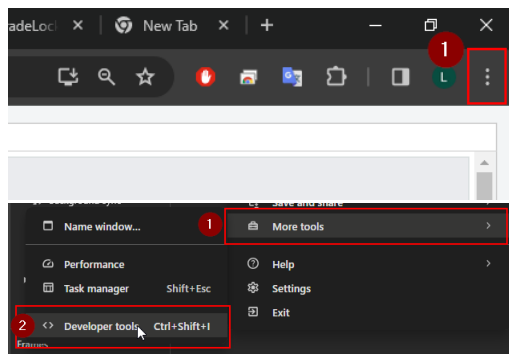 adeLoc
New Tab
1
L
Save and share
Name window...
1
More tools
Performance
Help
Task manager
Shift+Esc
Settings
Exit
2
Developer tools
Ctrl+Shift+I
Frames